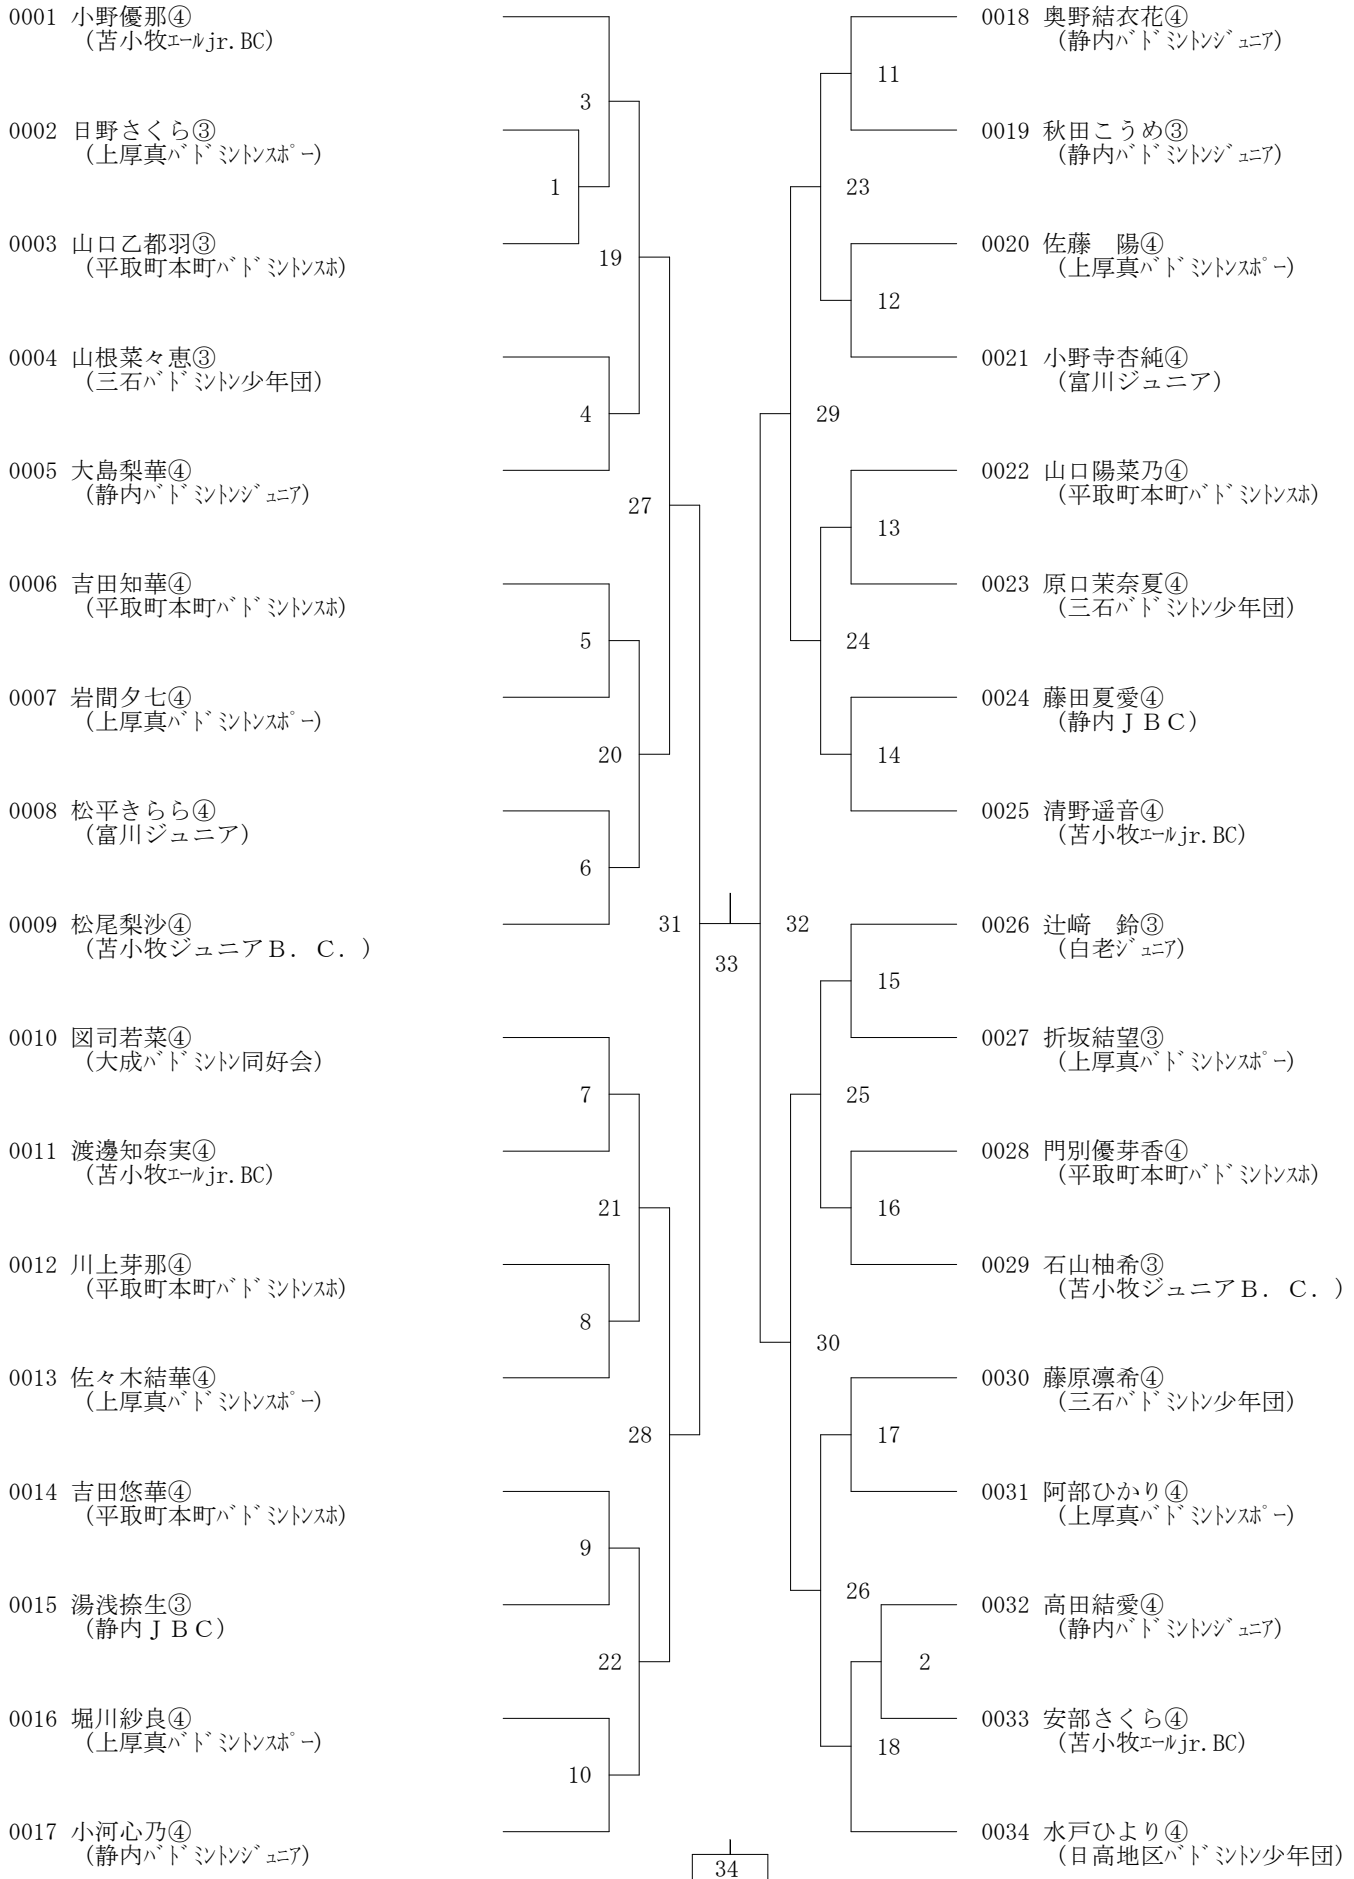 0001 小野優那④
(苫小牧ｴｰﾙjr.BC)
3
0002 日野さくら③
(上厚真ﾊﾞﾄﾞﾐﾝﾄﾝｽﾎﾟｰ)
1
0003 山口乙都羽③
(平取町本町ﾊﾞﾄﾞﾐﾝﾄﾝｽﾎ)
19
0004 山根菜々恵③
(三石ﾊﾞﾄﾞﾐﾝﾄﾝ少年団)
4
0005 大島梨華④
(静内ﾊﾞﾄﾞﾐﾝﾄﾝｼﾞｭﾆｱ)
27
0006 吉田知華④
(平取町本町ﾊﾞﾄﾞﾐﾝﾄﾝｽﾎ)
5
0007 岩間夕七④
(上厚真ﾊﾞﾄﾞﾐﾝﾄﾝｽﾎﾟｰ)
20
0008 松平きらら④
(富川ジュニア)
6
0009 松尾梨沙④
(苫小牧ジュニアＢ．Ｃ．)
31
33
0010 図司若菜④
(大成ﾊﾞﾄﾞﾐﾝﾄﾝ同好会)
7
0011 渡邊知奈実④
(苫小牧ｴｰﾙjr.BC)
21
0012 川上芽那④
(平取町本町ﾊﾞﾄﾞﾐﾝﾄﾝｽﾎ)
8
0013 佐々木結華④
(上厚真ﾊﾞﾄﾞﾐﾝﾄﾝｽﾎﾟｰ)
28
0014 吉田悠華④
(平取町本町ﾊﾞﾄﾞﾐﾝﾄﾝｽﾎ)
9
0015 湯浅捺生③
(静内ＪＢＣ)
22
0016 堀川紗良④
(上厚真ﾊﾞﾄﾞﾐﾝﾄﾝｽﾎﾟｰ)
10
0017 小河心乃④
(静内ﾊﾞﾄﾞﾐﾝﾄﾝｼﾞｭﾆｱ)
34
0018 奥野結衣花④
(静内ﾊﾞﾄﾞﾐﾝﾄﾝｼﾞｭﾆｱ)
11
0019 秋田こうめ③
(静内ﾊﾞﾄﾞﾐﾝﾄﾝｼﾞｭﾆｱ)
23
0020 佐藤　陽④
(上厚真ﾊﾞﾄﾞﾐﾝﾄﾝｽﾎﾟｰ)
12
0021 小野寺杏純④
(富川ジュニア)
29
0022 山口陽菜乃④
(平取町本町ﾊﾞﾄﾞﾐﾝﾄﾝｽﾎ)
13
0023 原口茉奈夏④
(三石ﾊﾞﾄﾞﾐﾝﾄﾝ少年団)
24
0024 藤田夏愛④
(静内ＪＢＣ)
14
0025 清野遥音④
(苫小牧ｴｰﾙjr.BC)
32
0026 辻﨑　鈴③
(白老ｼﾞｭﾆｱ)
15
0027 折坂結望③
(上厚真ﾊﾞﾄﾞﾐﾝﾄﾝｽﾎﾟｰ)
25
0028 門別優芽香④
(平取町本町ﾊﾞﾄﾞﾐﾝﾄﾝｽﾎ)
16
0029 石山柚希③
(苫小牧ジュニアＢ．Ｃ．)
30
0030 藤原凛希④
(三石ﾊﾞﾄﾞﾐﾝﾄﾝ少年団)
17
0031 阿部ひかり④
(上厚真ﾊﾞﾄﾞﾐﾝﾄﾝｽﾎﾟｰ)
26
0032 高田結愛④
(静内ﾊﾞﾄﾞﾐﾝﾄﾝｼﾞｭﾆｱ)
2
0033 安部さくら④
(苫小牧ｴｰﾙjr.BC)
18
0034 水戸ひより④
(日高地区ﾊﾞﾄﾞﾐﾝﾄﾝ少年団)